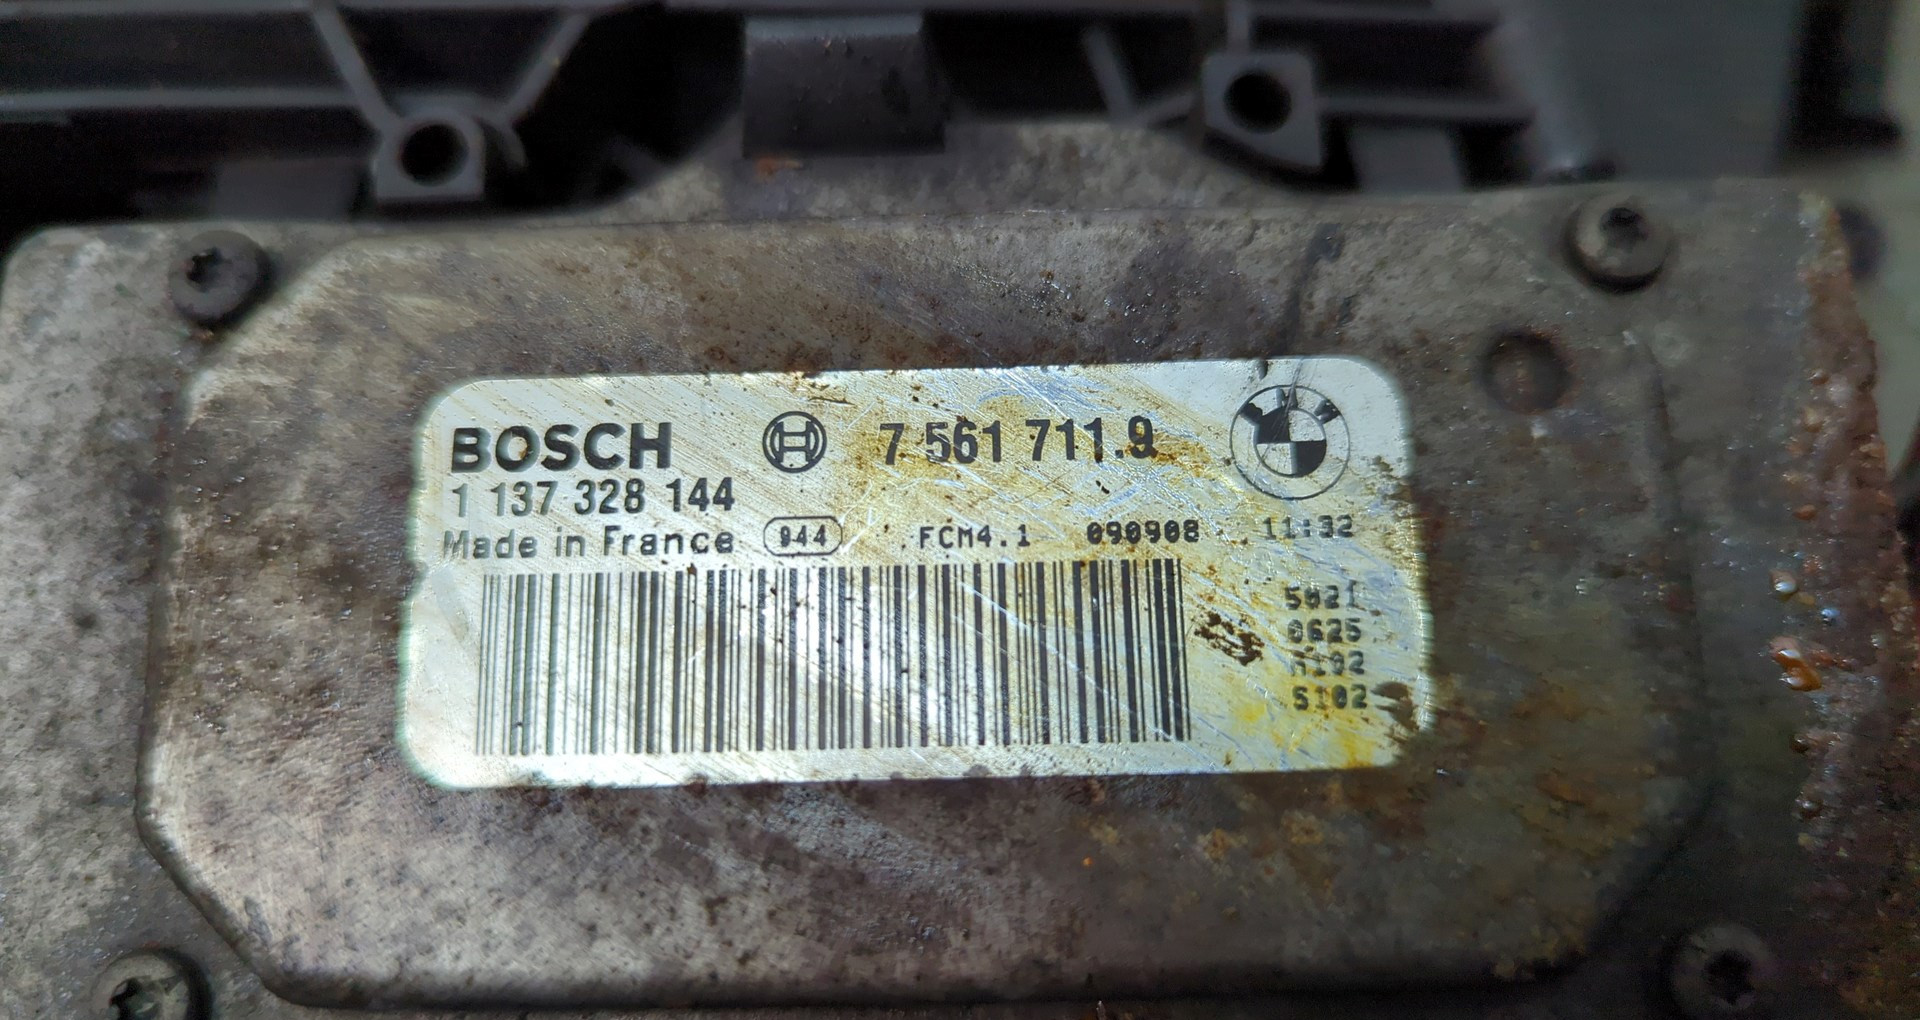 BOSCH 7 561 711.9 BMW
1 137 328 144
Made in France 944 FCM4.1 090908 11:32
5021
0625
5102